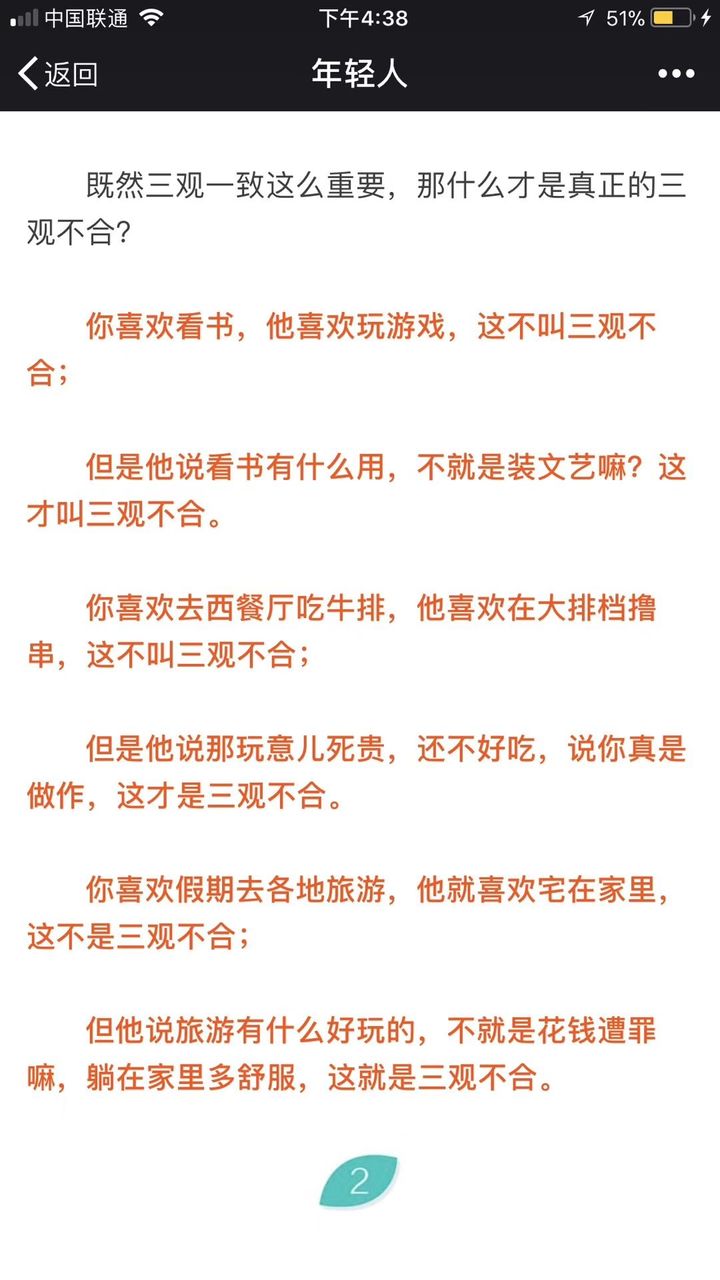 中国联通 下午4:38 51%
返回 年轻人
既然三观一致这么重要，那什么才是真正的三
观不合？
你喜欢看书，他喜欢玩游戏，这不叫三观不
合；
但是他说看书有什么用，不就是装文艺嘛？这
才叫三观不合。
你喜欢去西餐厅吃牛排，他喜欢在大排档撸
串，这不叫三观不合；
但是他说那玩意儿死贵，还不好吃，说你真是
做作，这才是三观不合。
你喜欢假期去各地旅游，他就喜欢宅在家里，
这不是三观不合；
但他说旅游有什么好玩的，不就是花钱遭罪
嘛，躺在家里多舒服，这就是三观不合。
2